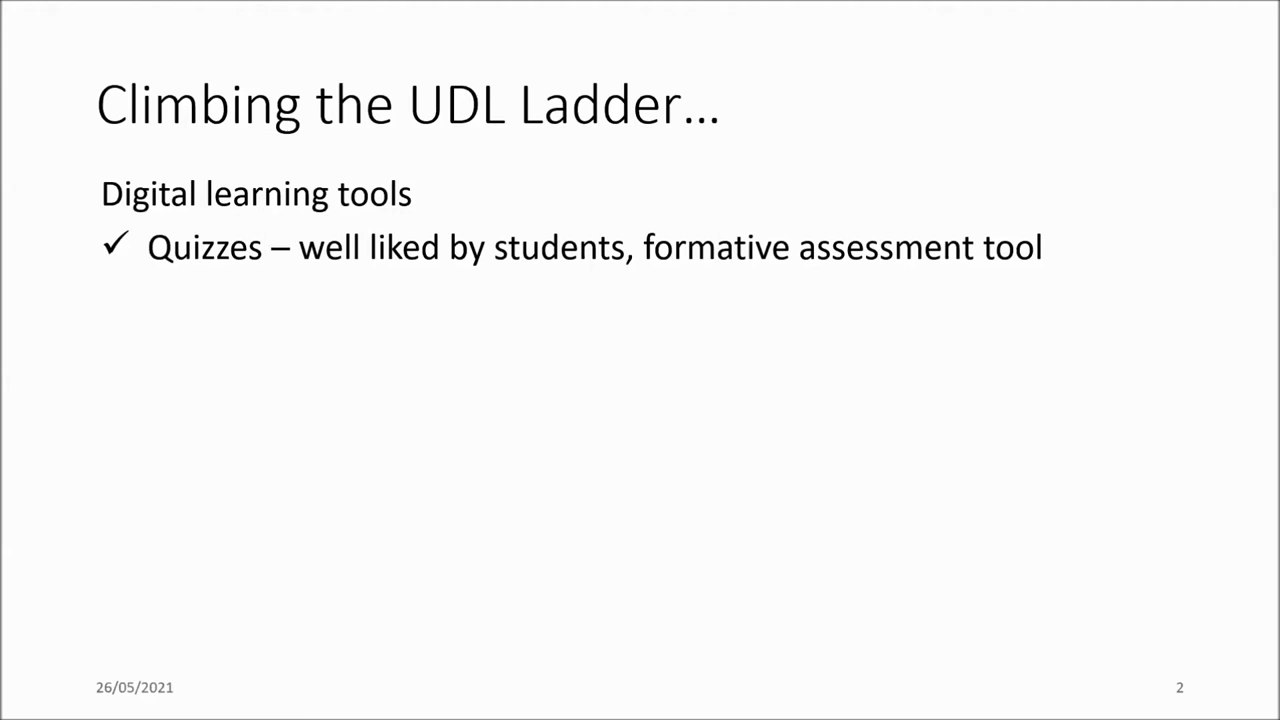 Climbing the UDL Ladder...
Digital learning tools
✓ Quizzes – well liked by students, formative assessment tool
26/05/2021
2